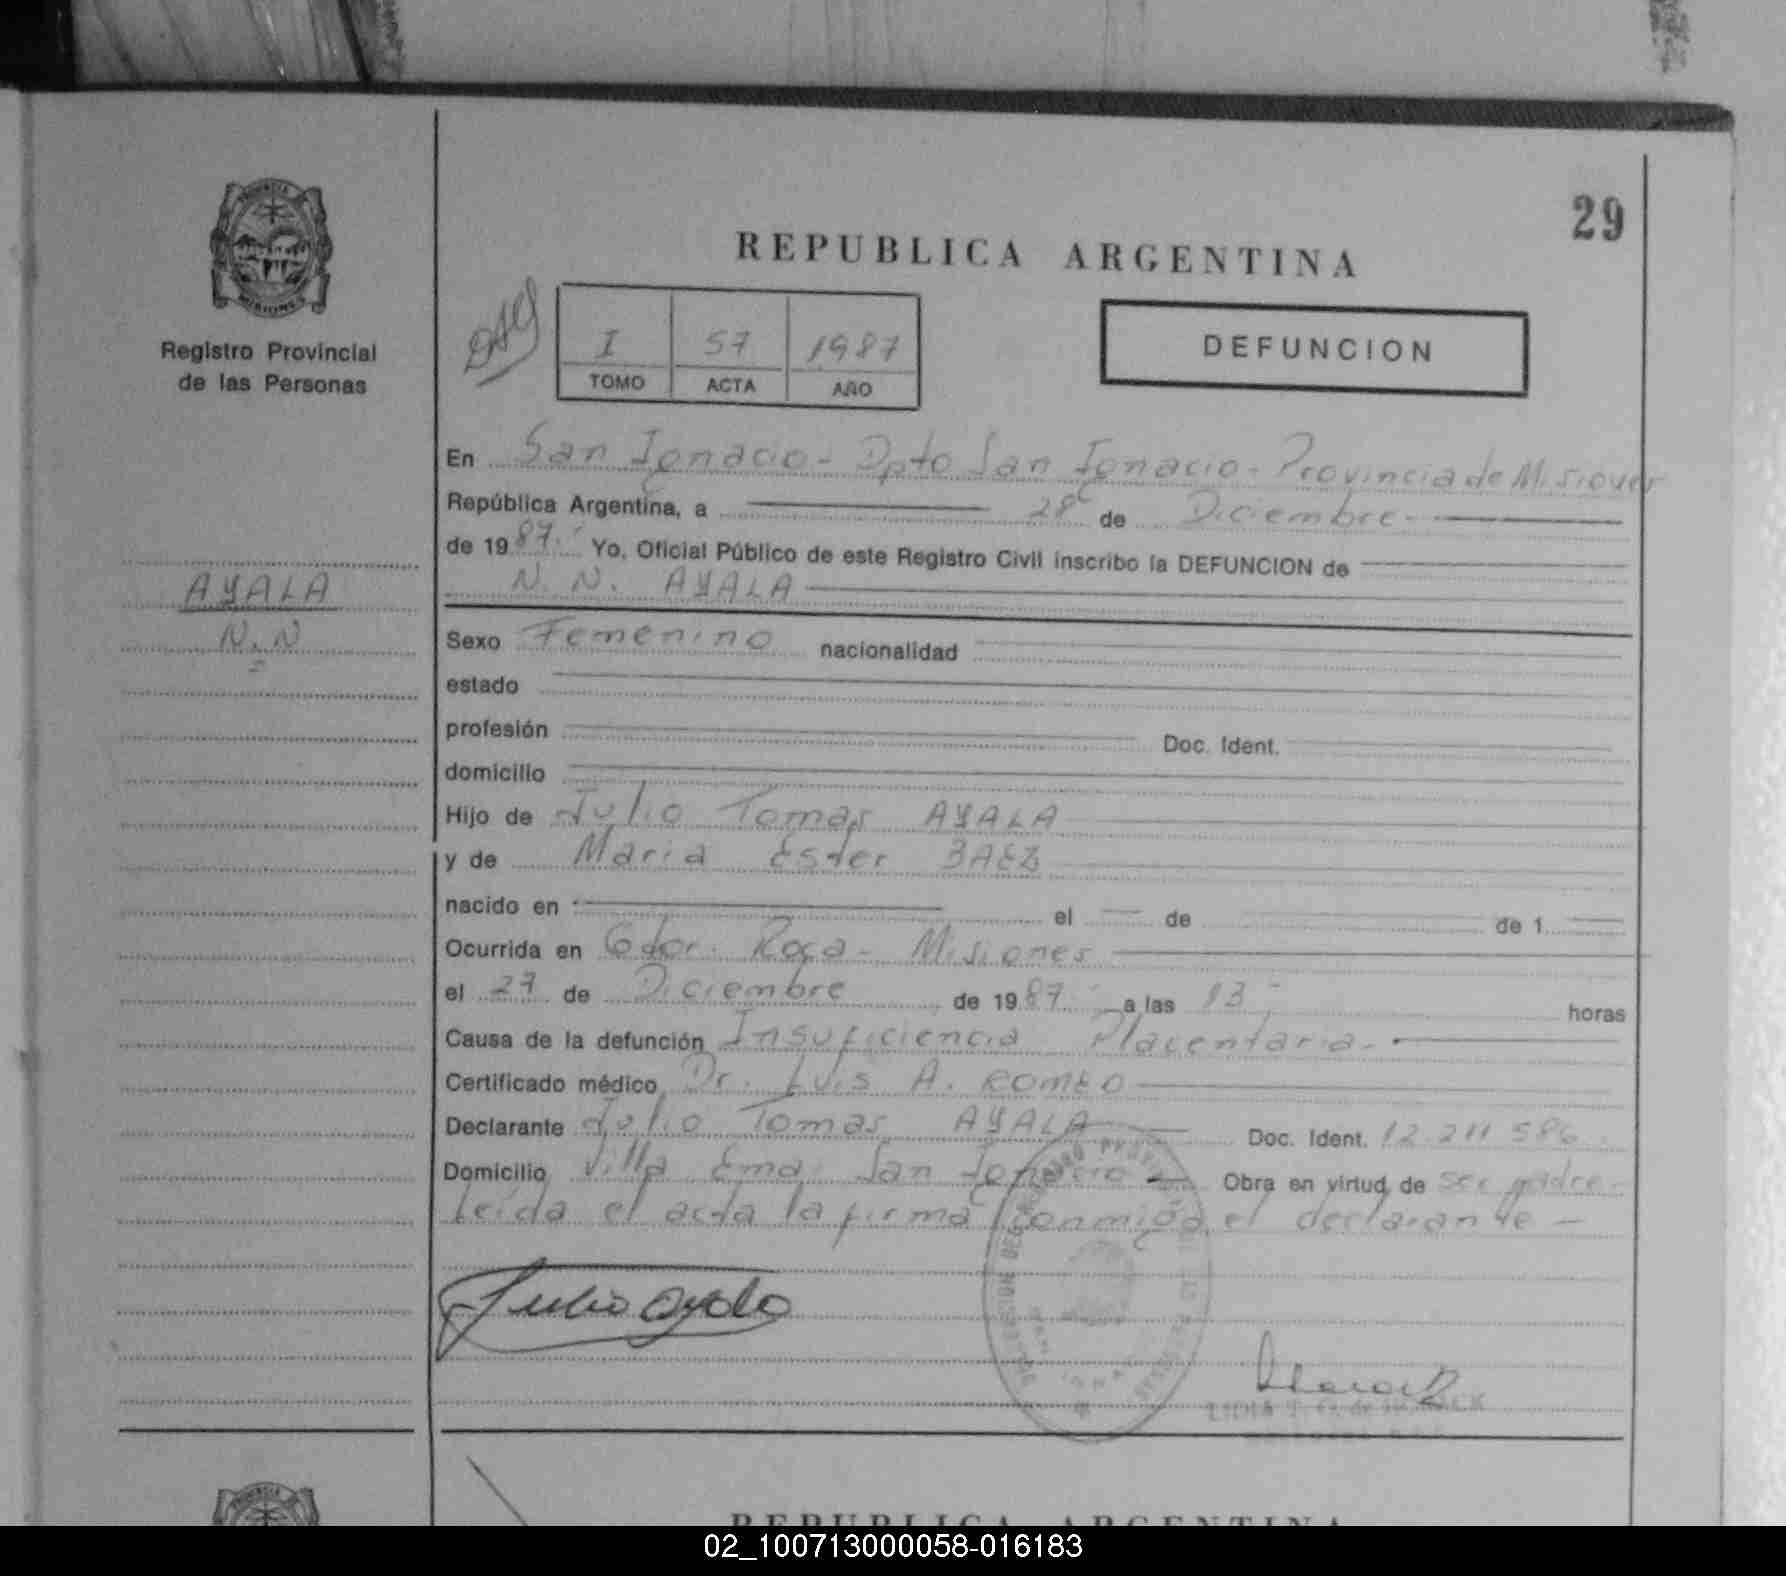 29
REPUBLICA ARGENTINA
PROVINCIA
MISIONES
Registro Provincial
de las Personas
I 57 1987
TOMO ACTA AÑO
DEFUNCION
En San Ignacio - Dpto San Ignacio - Provincia de Misiones
República Argentina, a 28 de Diciembre
de 1987.- Yo, Oficial Público de este Registro Civil inscribo la DEFUNCION de
N. N. AYALA
AYALA
N. N
Sexo Femenino nacionalidad
estado
profesión Doc. Ident.
domicilio
Hijo de Julio Tomas AYALA
y de Maria Ester BAEZ
nacido en el de de 1
Ocurrida en Gdor. Roca - Misiones
el 27 de Diciembre de 1987.- a las 13.- horas
Causa de la defunción Insuficiencia Placentaria.-
Certificado médico Dr. Luis A. ROMEO
Declarante Julio Tomas AYALA Doc. Ident. 12.211.586
Domicilio Villa Ema. San Ignacio - Obra en virtud de ser padre -
Leída el acta la firma conmigo el declarante -
Julio Ayala
REPUBLICA ARGENTINA
02_100713000058-016183